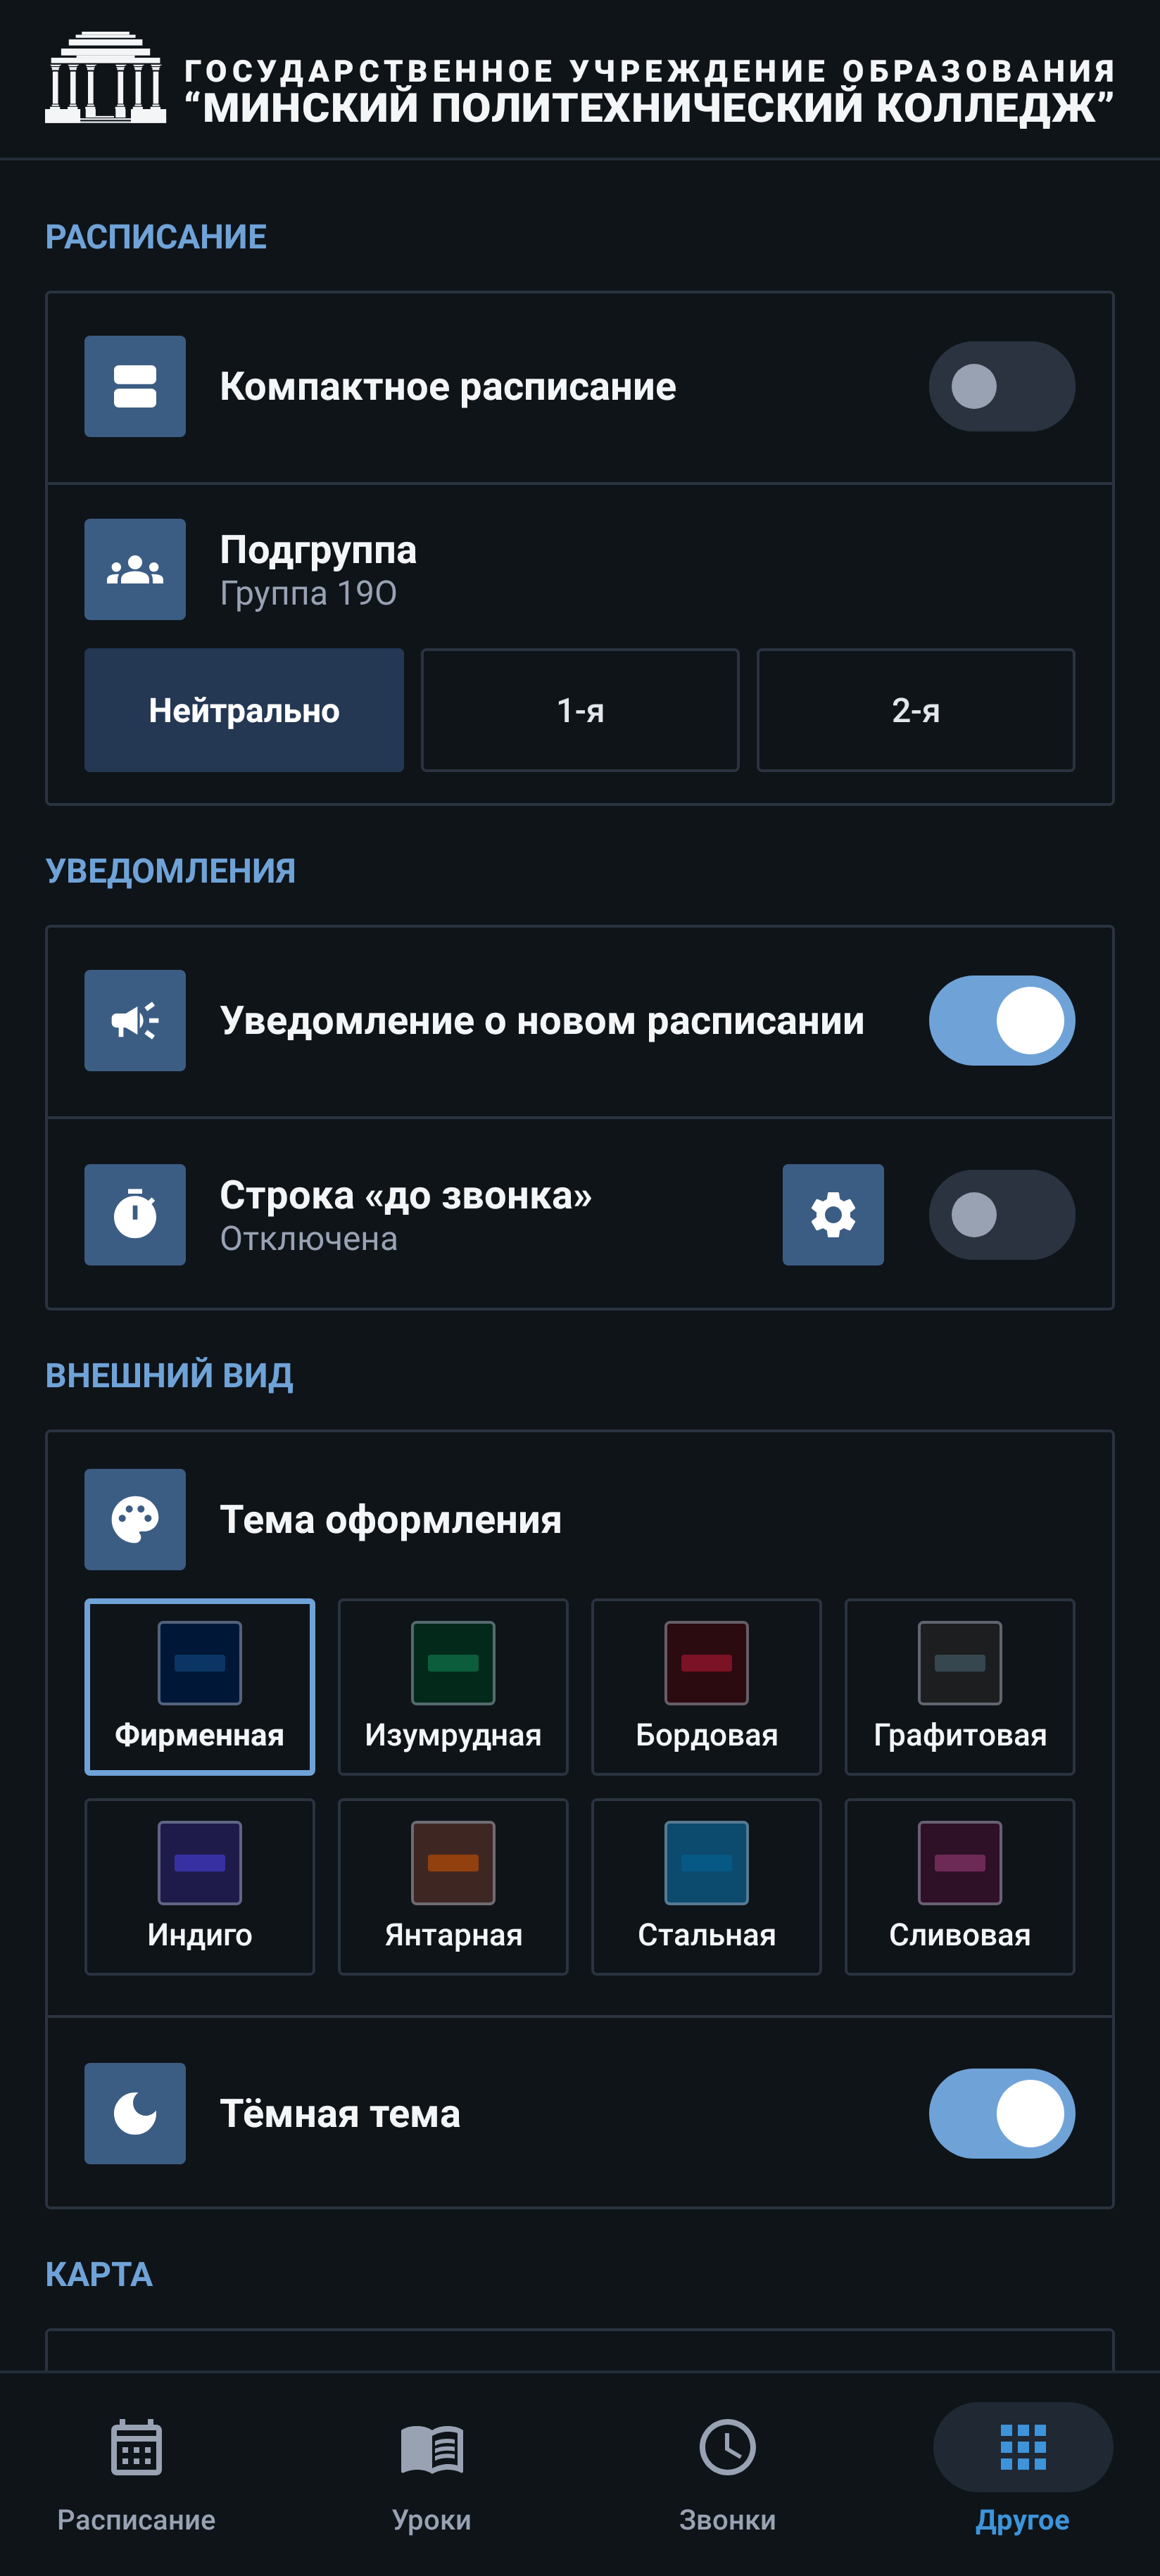 ГОСУДАРСТВЕННОЕ УЧРЕЖДЕНИЕ ОБРАЗОВАНИЯ
“МИНСКИЙ ПОЛИТЕХНИЧЕСКИЙ КОЛЛЕДЖ”
РАСПИСАНИЕ
Компактное расписание
Подгруппа
Группа 19О
Нейтрально 1-я 2-я
УВЕДОМЛЕНИЯ
Уведомление о новом расписании
Строка «до звонка»
Отключена
ВНЕШНИЙ ВИД
Тема оформления
Фирменная Изумрудная Бордовая Графитовая
Индиго Янтарная Стальная Сливовая
Тёмная тема
КАРТА
Расписание Уроки Звонки Другое